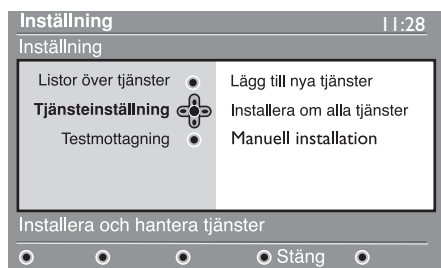 Inställning 11:28
Inställning
Listor över tjänster Lägg till nya tjänster
Tjänsteinställning Installera om alla tjänster
Testmottagning Manuell installation
Installera och hantera tjänster
Stäng